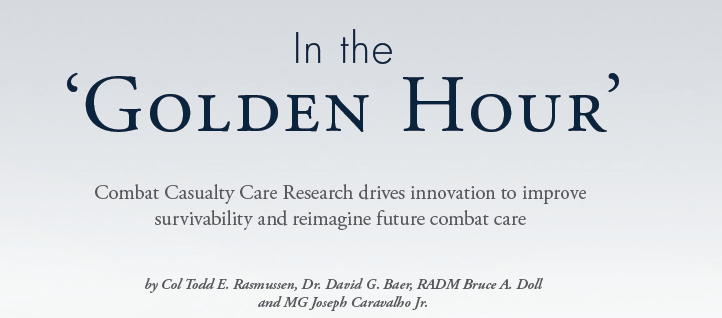 In the
‘Golden Hour’
Combat Casualty Care Research drives innovation to improve
survivability and reimagine future combat care
by Col Todd E. Rasmussen, Dr. David G. Baer, RADM Bruce A. Doll
and MG Joseph Caravalho Jr.